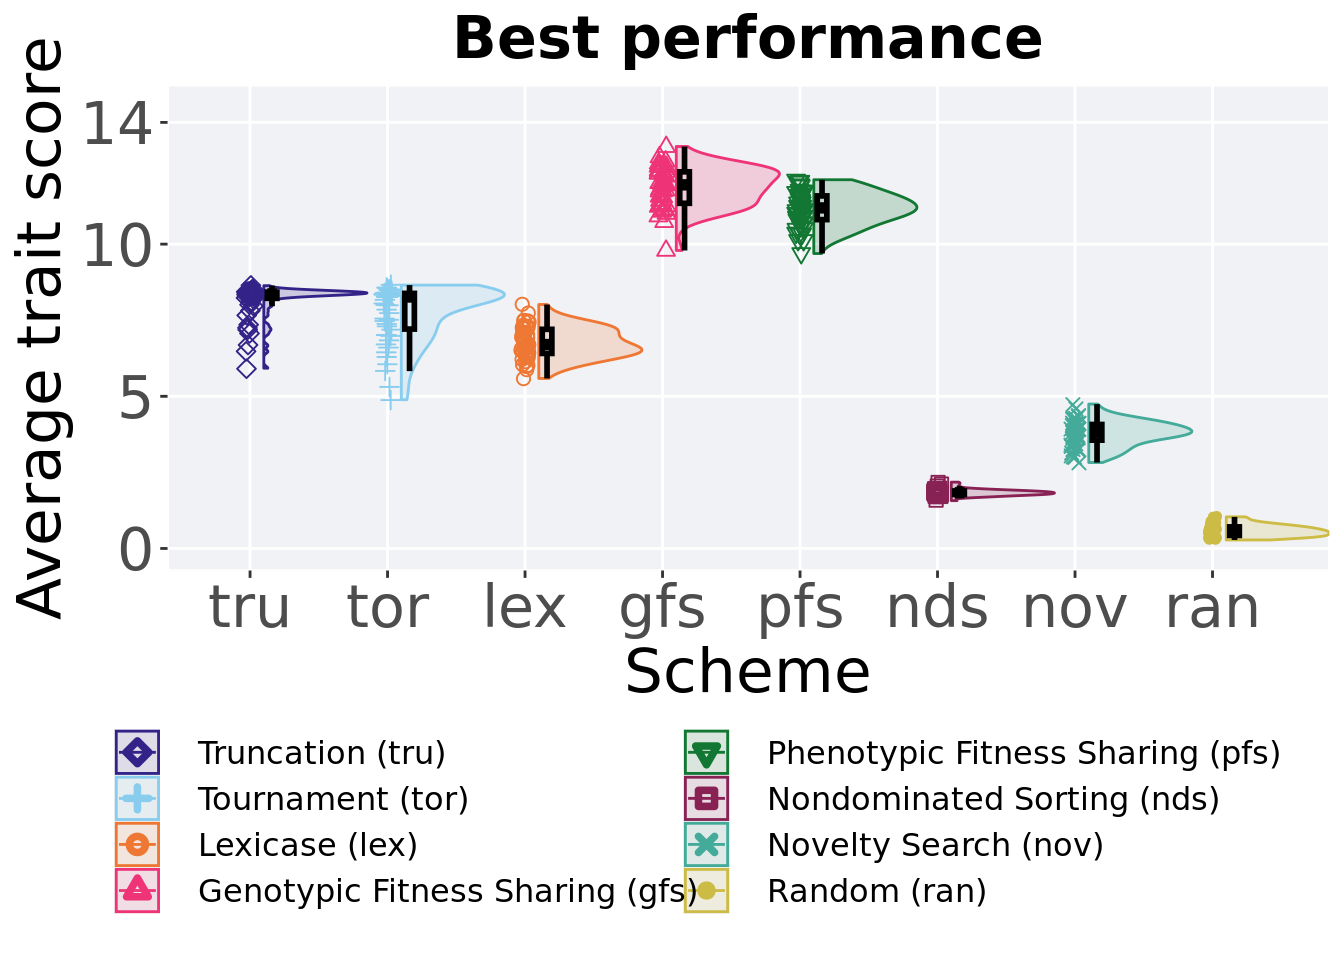 Best performance
Average trait score
14
10
5
0
tru tor lex gfs pfs nds nov ran
Scheme
Truncation (tru)
Tournament (tor)
Lexicase (lex)
Genotypic Fitness Sharing (gfs)
Phenotypic Fitness Sharing (pfs)
Nondominated Sorting (nds)
Novelty Search (nov)
Random (ran)